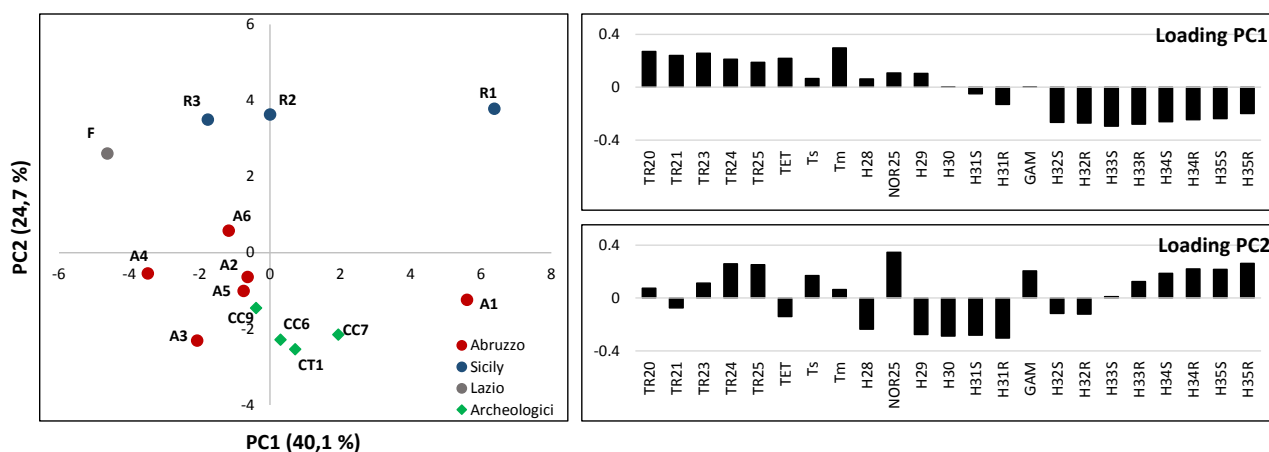 6
4
2
0
-2
-4
-6
-4
-2
0
2
4
6
8
R3
R2
R1
F
A6
A4
A2
A5
CC9
A3
CC6
CC7
CT1
A1
Abruzzo
Sicily
Lazio
Archeologici
PC2 (24,7 %)
PC1 (40,1 %)
Loading PC1
0.4
0
-0.4
TR20
TR21
TR23
TR24
TR25
TET
Ts
Tm
H28
NOR25
H29
H30
H31S
H31R
GAM
H32S
H32R
H33S
H33R
H34S
H34R
H35S
H35R
Loading PC2
0.4
0
-0.4
TR20
TR21
TR23
TR24
TR25
TET
Ts
Tm
H28
NOR25
H29
H30
H31S
H31R
GAM
H32S
H32R
H33S
H33R
H34S
H34R
H35S
H35R